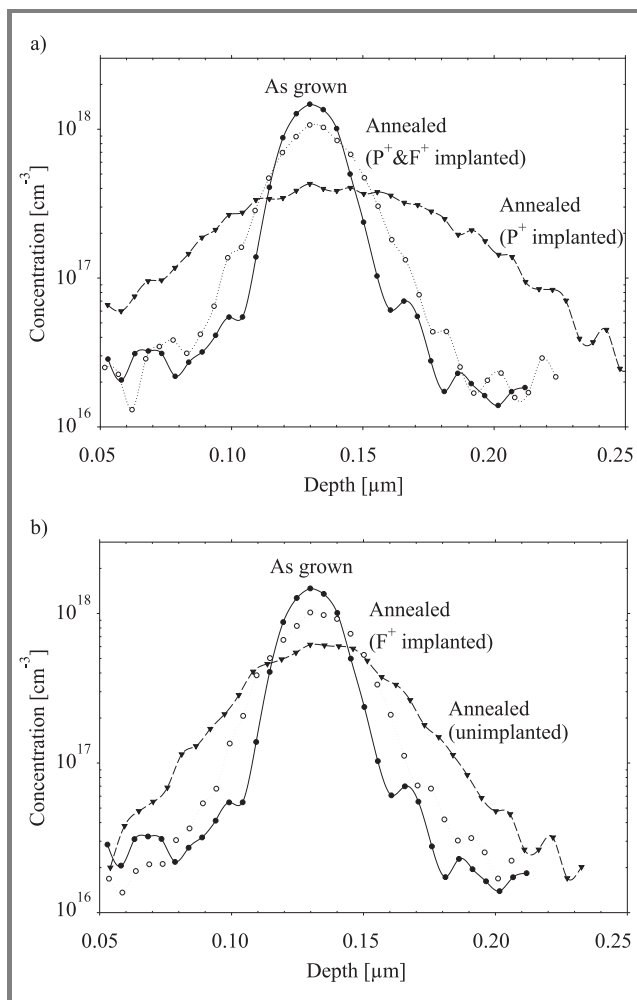 a)
As grown
10^18
Annealed
(P^+&F^+ implanted)
Annealed
(P^+ implanted)
Concentration [cm^-3]
10^17
10^16
0.05 0.10 0.15 0.20 0.25
Depth [µm]
b)
As grown
10^18
Annealed
(F^+ implanted)
Annealed
(unimplanted)
Concentration [cm^-3]
10^17
10^16
0.05 0.10 0.15 0.20 0.25
Depth [µm]